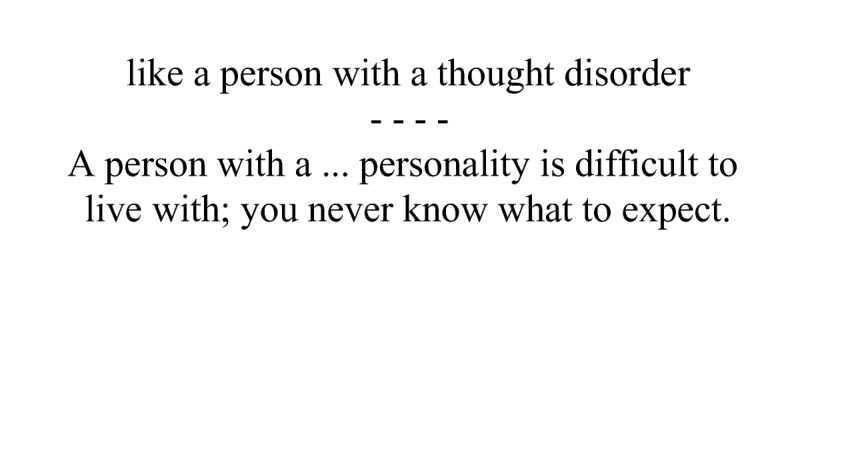 like a person with a thought disorder
- - - -
A person with a ... personality is difficult to
live with; you never know what to expect.